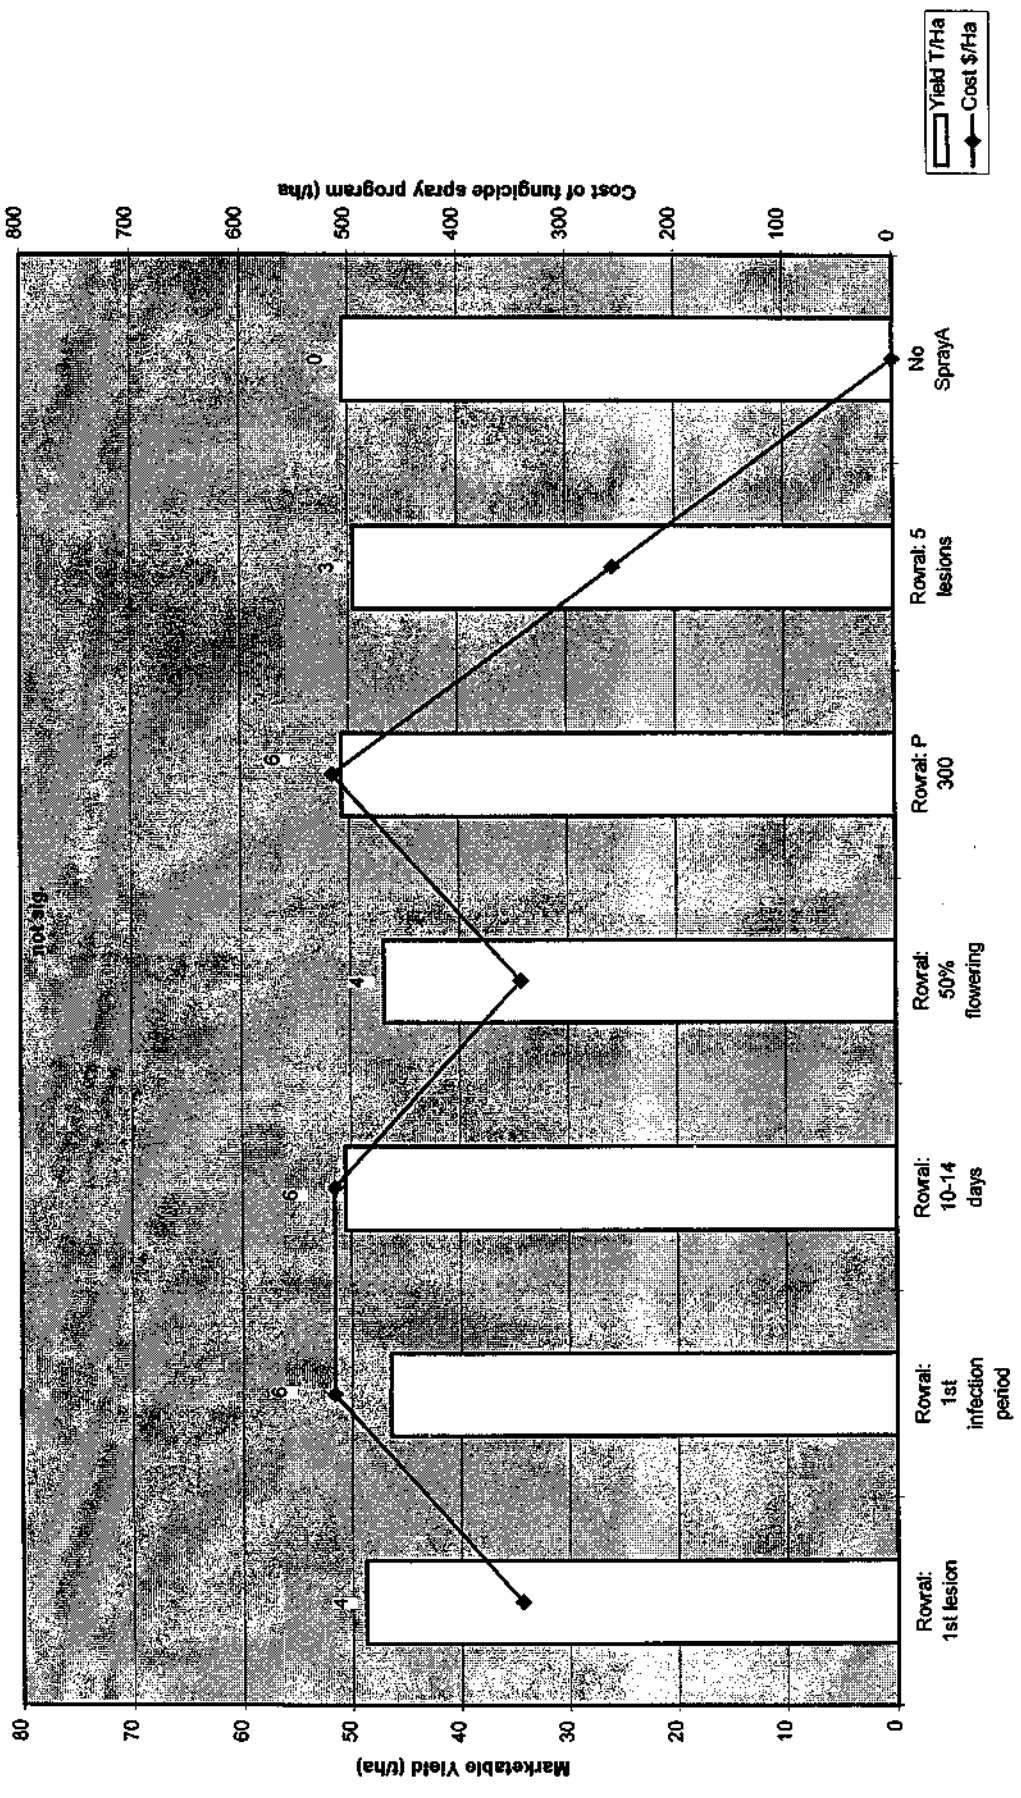 not sig.
Marketable Yield (t/ha)
80
70
60
50
40
30
20
10
0
4
6
6
4
6
3
0
Rovral:
1st lesion
Rovral:
1st
infection
period
Rovral:
10-14
days
Rovral:
50%
flowering
Rovral: P
300
Rovral: 5
lesions
No
SprayA
800
700
600
500
400
300
200
100
0
Cost of fungicide spray program (t/ha
Yield T/Ha
Cost $/Ha